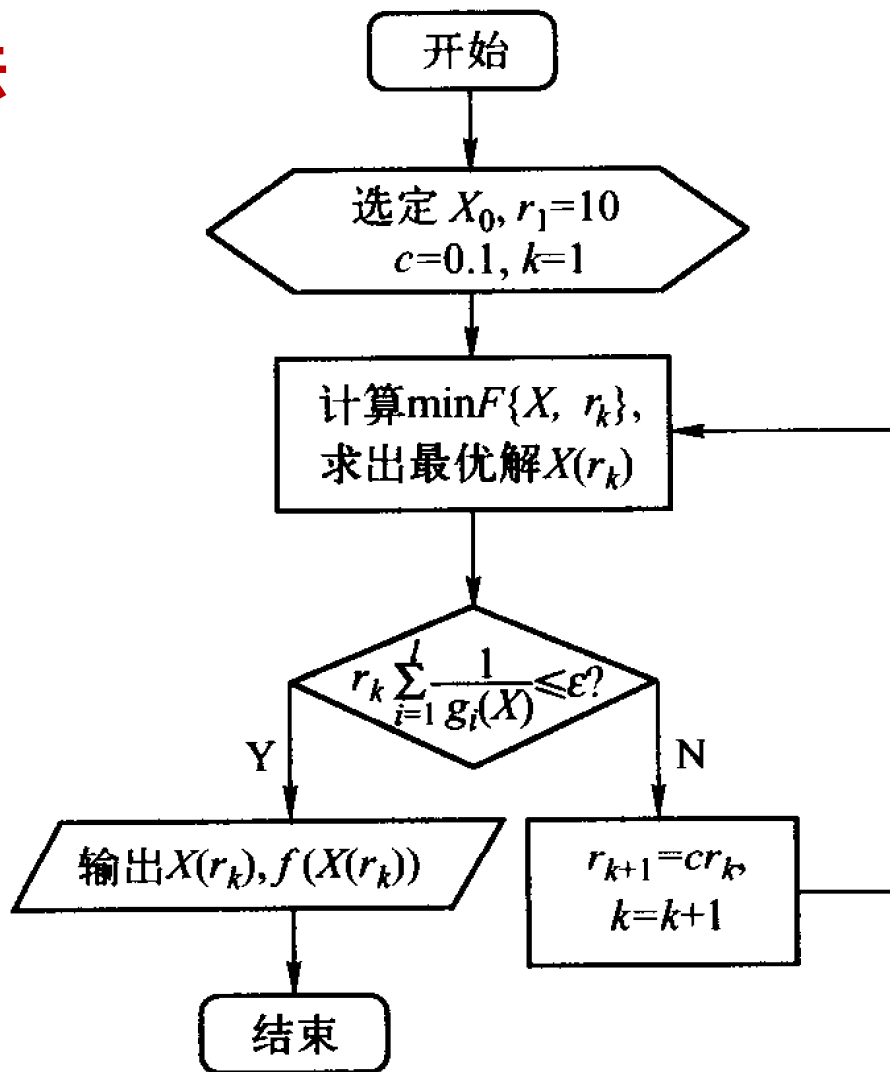 开始
选定 X₀, r₁=10
c=0.1, k=1
计算minF{X, rₖ},
求出最优解X(rₖ)
rₖ ∑ᵢ₌₁ˡ 1/gᵢ(X) ≤ε?
Y
N
输出X(rₖ), f(X(rₖ))
rₖ₊₁=crₖ,
k=k+1
结束